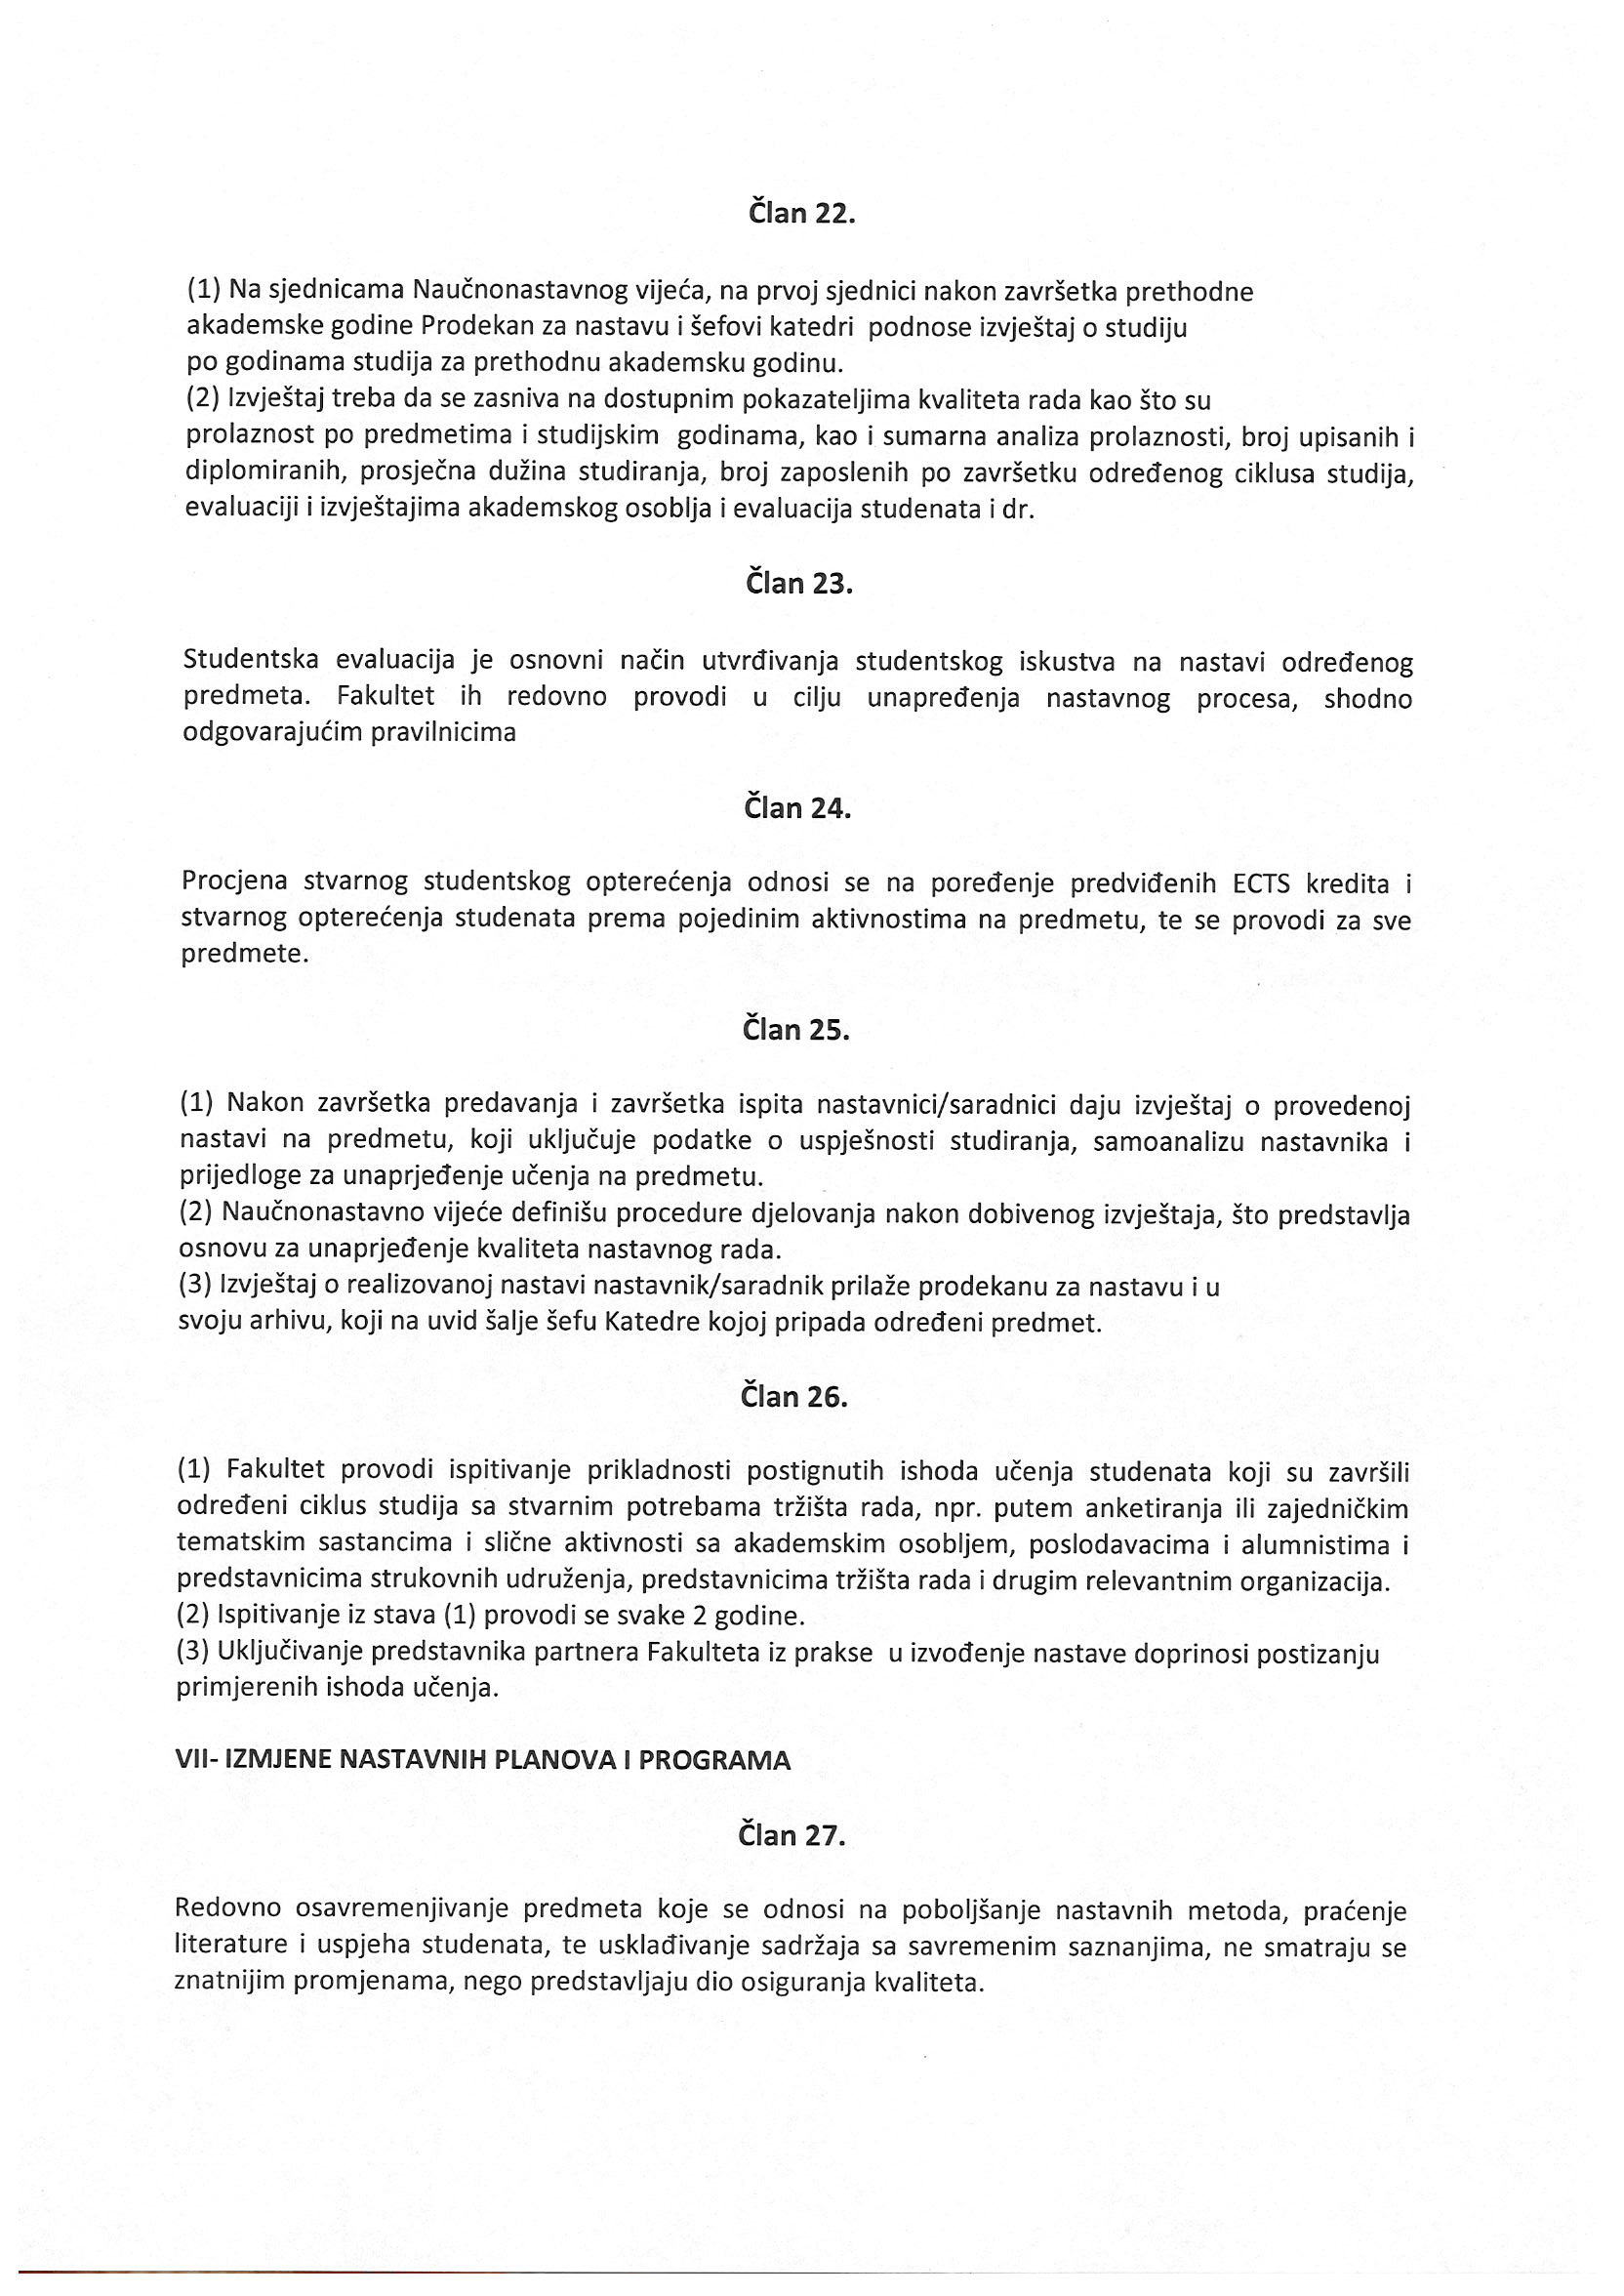 Član 22.
(1) Na sjednicama Naučnonastavnog vijeća, na prvoj sjednici nakon završetka prethodne
akademske godine Prodekan za nastavu i šefovi katedri podnose izvještaj o studiju
po godinama studija za prethodnu akademsku godinu.
(2) Izvještaj treba da se zasniva na dostupnim pokazateljima kvaliteta rada kao što su
prolaznost po predmetima i studijskim godinama, kao i sumarna analiza prolaznosti, broj upisanih i
diplomiranih, prosječna dužina studiranja, broj zaposlenih po završetku određenog ciklusa studija,
evaluaciji i izvještajima akademskog osoblja i evaluacija studenata i dr.
Član 23.
Studentska evaluacija je osnovni način utvrđivanja studentskog iskustva na nastavi određenog
predmeta. Fakultet ih redovno provodi u cilju unapređenja nastavnog procesa, shodno
odgovarajućim pravilnicima
Član 24.
Procjena stvarnog studentskog opterećenja odnosi se na poređenje predviđenih ECTS kredita i
stvarnog opterećenja studenata prema pojedinim aktivnostima na predmetu, te se provodi za sve
predmete.
Član 25.
(1) Nakon završetka predavanja i završetka ispita nastavnici/saradnici daju izvještaj o provedenoj
nastavi na predmetu, koji uključuje podatke o uspješnosti studiranja, samoanalizu nastavnika i
prijedloge za unaprjeđenje učenja na predmetu.
(2) Naučnonastavno vijeće definišu procedure djelovanja nakon dobivenog izvještaja, što predstavlja
osnovu za unaprjeđenje kvaliteta nastavnog rada.
(3) Izvještaj o realizovanoj nastavi nastavnik/saradnik prilaže prodekanu za nastavu i u
svoju arhivu, koji na uvid šalje šefu Katedre kojoj pripada određeni predmet.
Član 26.
(1) Fakultet provodi ispitivanje prikladnosti postignutih ishoda učenja studenata koji su završili
određeni ciklus studija sa stvarnim potrebama tržišta rada, npr. putem anketiranja ili zajedničkim
tematskim sastancima i slične aktivnosti sa akademskim osobljem, poslodavacima i alumnistima i
predstavnicima strukovnih udruženja, predstavnicima tržišta rada i drugim relevantnim organizacija.
(2) Ispitivanje iz stava (1) provodi se svake 2 godine.
(3) Uključivanje predstavnika partnera Fakulteta iz prakse u izvođenje nastave doprinosi postizanju
primjerenih ishoda učenja.
VII- IZMJENE NASTAVNIH PLANOVA I PROGRAMA
Član 27.
Redovno osavremenjivanje predmeta koje se odnosi na poboljšanje nastavnih metoda, praćenje
literature i uspjeha studenata, te usklađivanje sadržaja sa savremenim saznanjima, ne smatraju se
znatnijim promjenama, nego predstavljaju dio osiguranja kvaliteta.